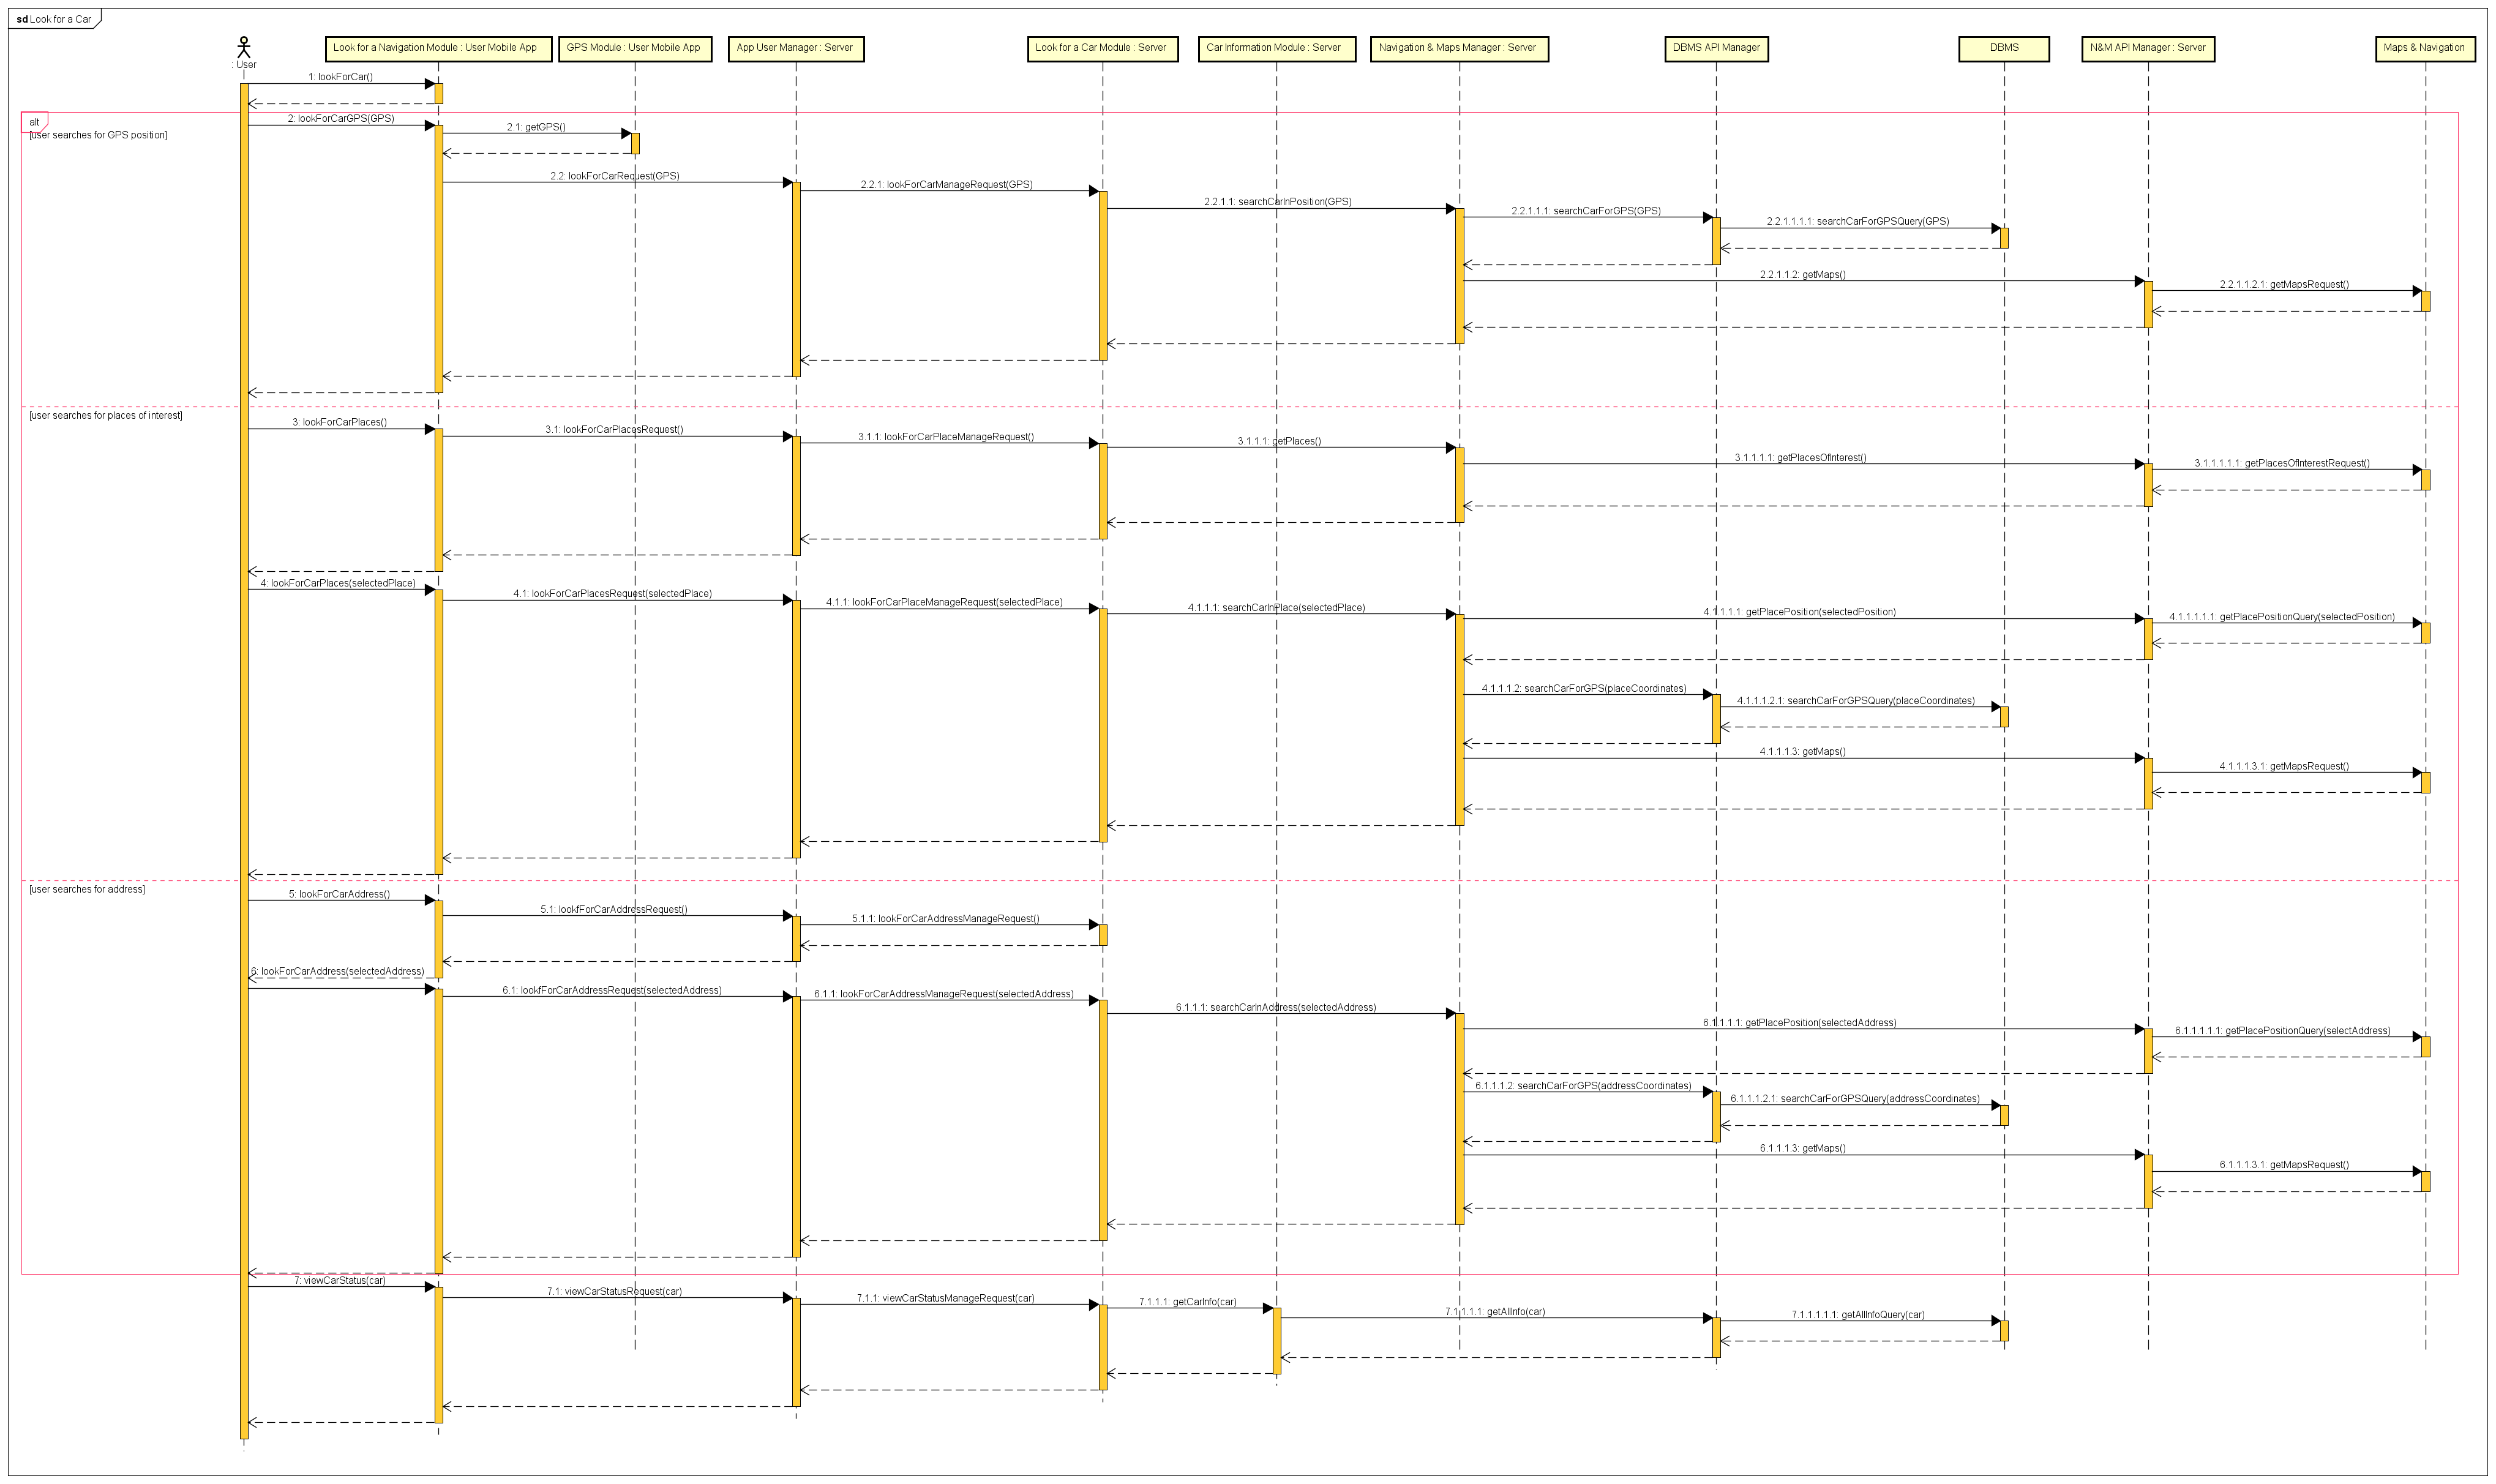 sd Look for a Car
: User
Look for a Navigation Module : User Mobile App
GPS Module : User Mobile App
App User Manager : Server
Look for a Car Module : Server
Car Information Module : Server
Navigation & Maps Manager : Server
DBMS API Manager
DBMS
N&M API Manager : Server
Maps & Navigation
1: lookForCar()
alt
[user searches for GPS position]
2: lookForCarGPS(GPS)
2.1: getGPS()
2.2: lookForCarRequest(GPS)
2.2.1: lookForCarManageRequest(GPS)
2.2.1.1: searchCarInPosition(GPS)
2.2.1.1.1: searchCarForGPS(GPS)
2.2.1.1.1.1: searchCarForGPSQuery(GPS)
2.2.1.1.2: getMaps()
2.2.1.1.2.1: getMapsRequest()
[user searches for places of interest]
3: lookForCarPlaces()
3.1: lookForCarPlacesRequest()
3.1.1: lookForCarPlaceManageRequest()
3.1.1.1: getPlaces()
3.1.1.1.1: getPlacesOfInterest()
3.1.1.1.1.1: getPlacesOfInterestRequest()
4: lookForCarPlaces(selectedPlace)
4.1: lookForCarPlacesRequest(selectedPlace)
4.1.1: lookForCarPlaceManageRequest(selectedPlace)
4.1.1.1: searchCarInPlace(selectedPlace)
4.1.1.1.1: getPlacePosition(selectedPosition)
4.1.1.1.1.1: getPlacePositionQuery(selectedPosition)
4.1.1.1.2: searchCarForGPS(placeCoordinates)
4.1.1.1.2.1: searchCarForGPSQuery(placeCoordinates)
4.1.1.1.3: getMaps()
4.1.1.1.3.1: getMapsRequest()
[user searches for address]
5: lookForCarAddress()
5.1: lookfForCarAddressRequest()
5.1.1: lookForCarAddressManageRequest()
6: lookForCarAddress(selectedAddress)
6.1: lookfForCarAddressRequest(selectedAddress)
6.1.1: lookForCarAddressManageRequest(selectedAddress)
6.1.1.1: searchCarInAddress(selectedAddress)
6.1.1.1.1: getPlacePosition(selectedAddress)
6.1.1.1.1.1: getPlacePositionQuery(selectAddress)
6.1.1.1.2: searchCarForGPS(addressCoordinates)
6.1.1.1.2.1: searchCarForGPSQuery(addressCoordinates)
6.1.1.1.3: getMaps()
6.1.1.1.3.1: getMapsRequest()
7: viewCarStatus(car)
7.1: viewCarStatusRequest(car)
7.1.1: viewCarStatusManageRequest(car)
7.1.1.1: getCarInfo(car)
7.1.1.1.1: getAllInfo(car)
7.1.1.1.1.1: getAllInfoQuery(car)